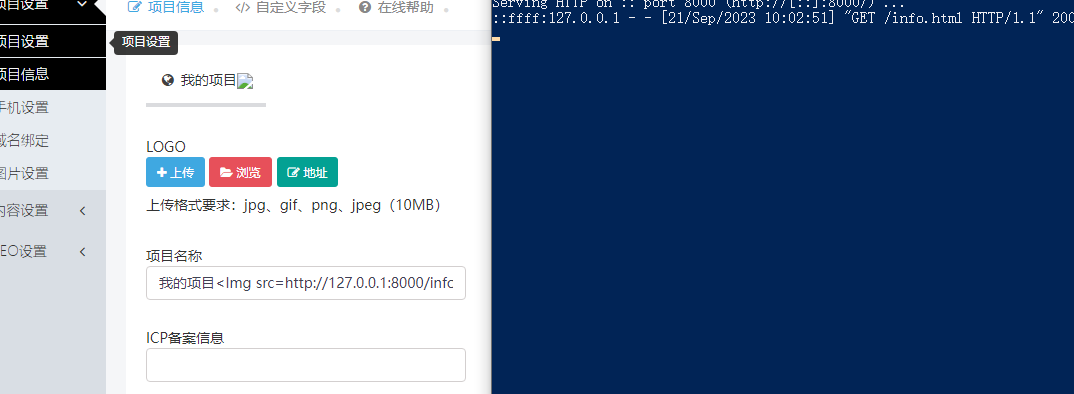 项目设置
项目信息
自定义字段
在线帮助
项目设置
项目设置
项目信息
手机设置
域名绑定
图片设置
内容设置
SEO设置
我的项目
LOGO
上传
浏览
地址
上传格式要求：jpg、gif、png、jpeg（10MB）
项目名称
我的项目<Img src=http://127.0.0.1:8000/info
ICP备案信息
Serving HTTP on :: port 8000 (http://[::]:8000/) ...
::ffff:127.0.0.1 - - [21/Sep/2023 10:02:51] "GET /info.html HTTP/1.1" 200